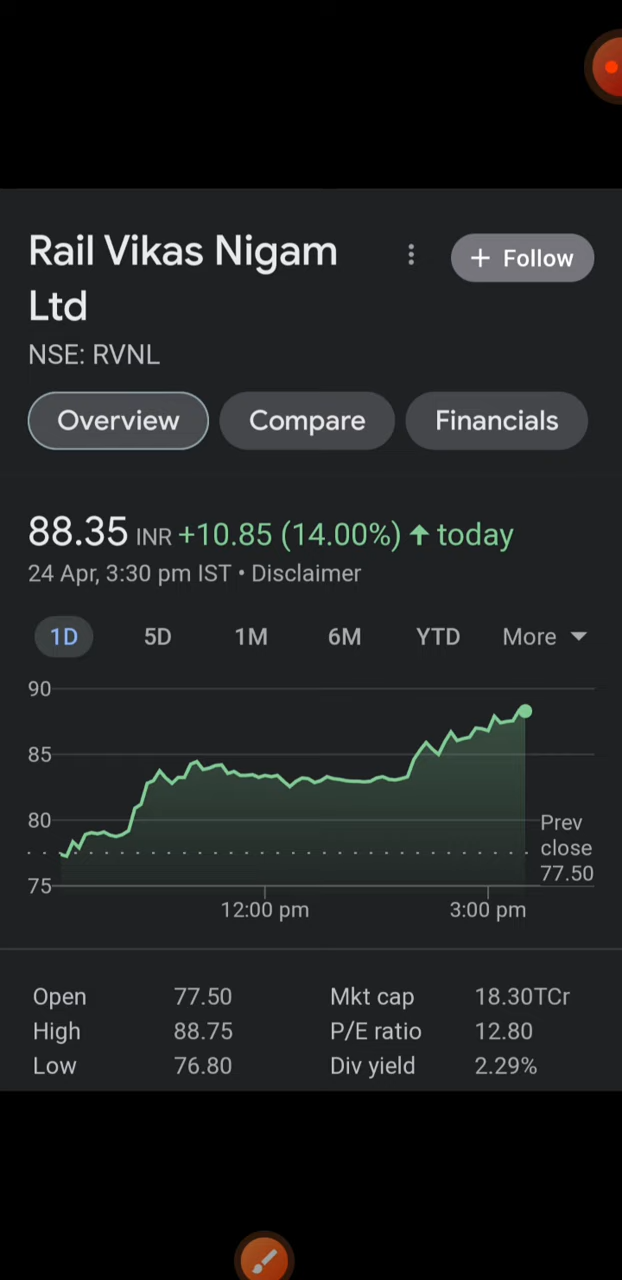 Rail Vikas Nigam
Ltd
+ Follow
NSE: RVNL
Overview Compare Financials
88.35 INR +10.85 (14.00%) ↑ today
24 Apr, 3:30 pm IST • Disclaimer
1D 5D 1M 6M YTD More
90
85
80
75
Prev
close
77.50
12:00 pm 3:00 pm
Open 77.50 Mkt cap 18.30TCr
High 88.75 P/E ratio 12.80
Low 76.80 Div yield 2.29%